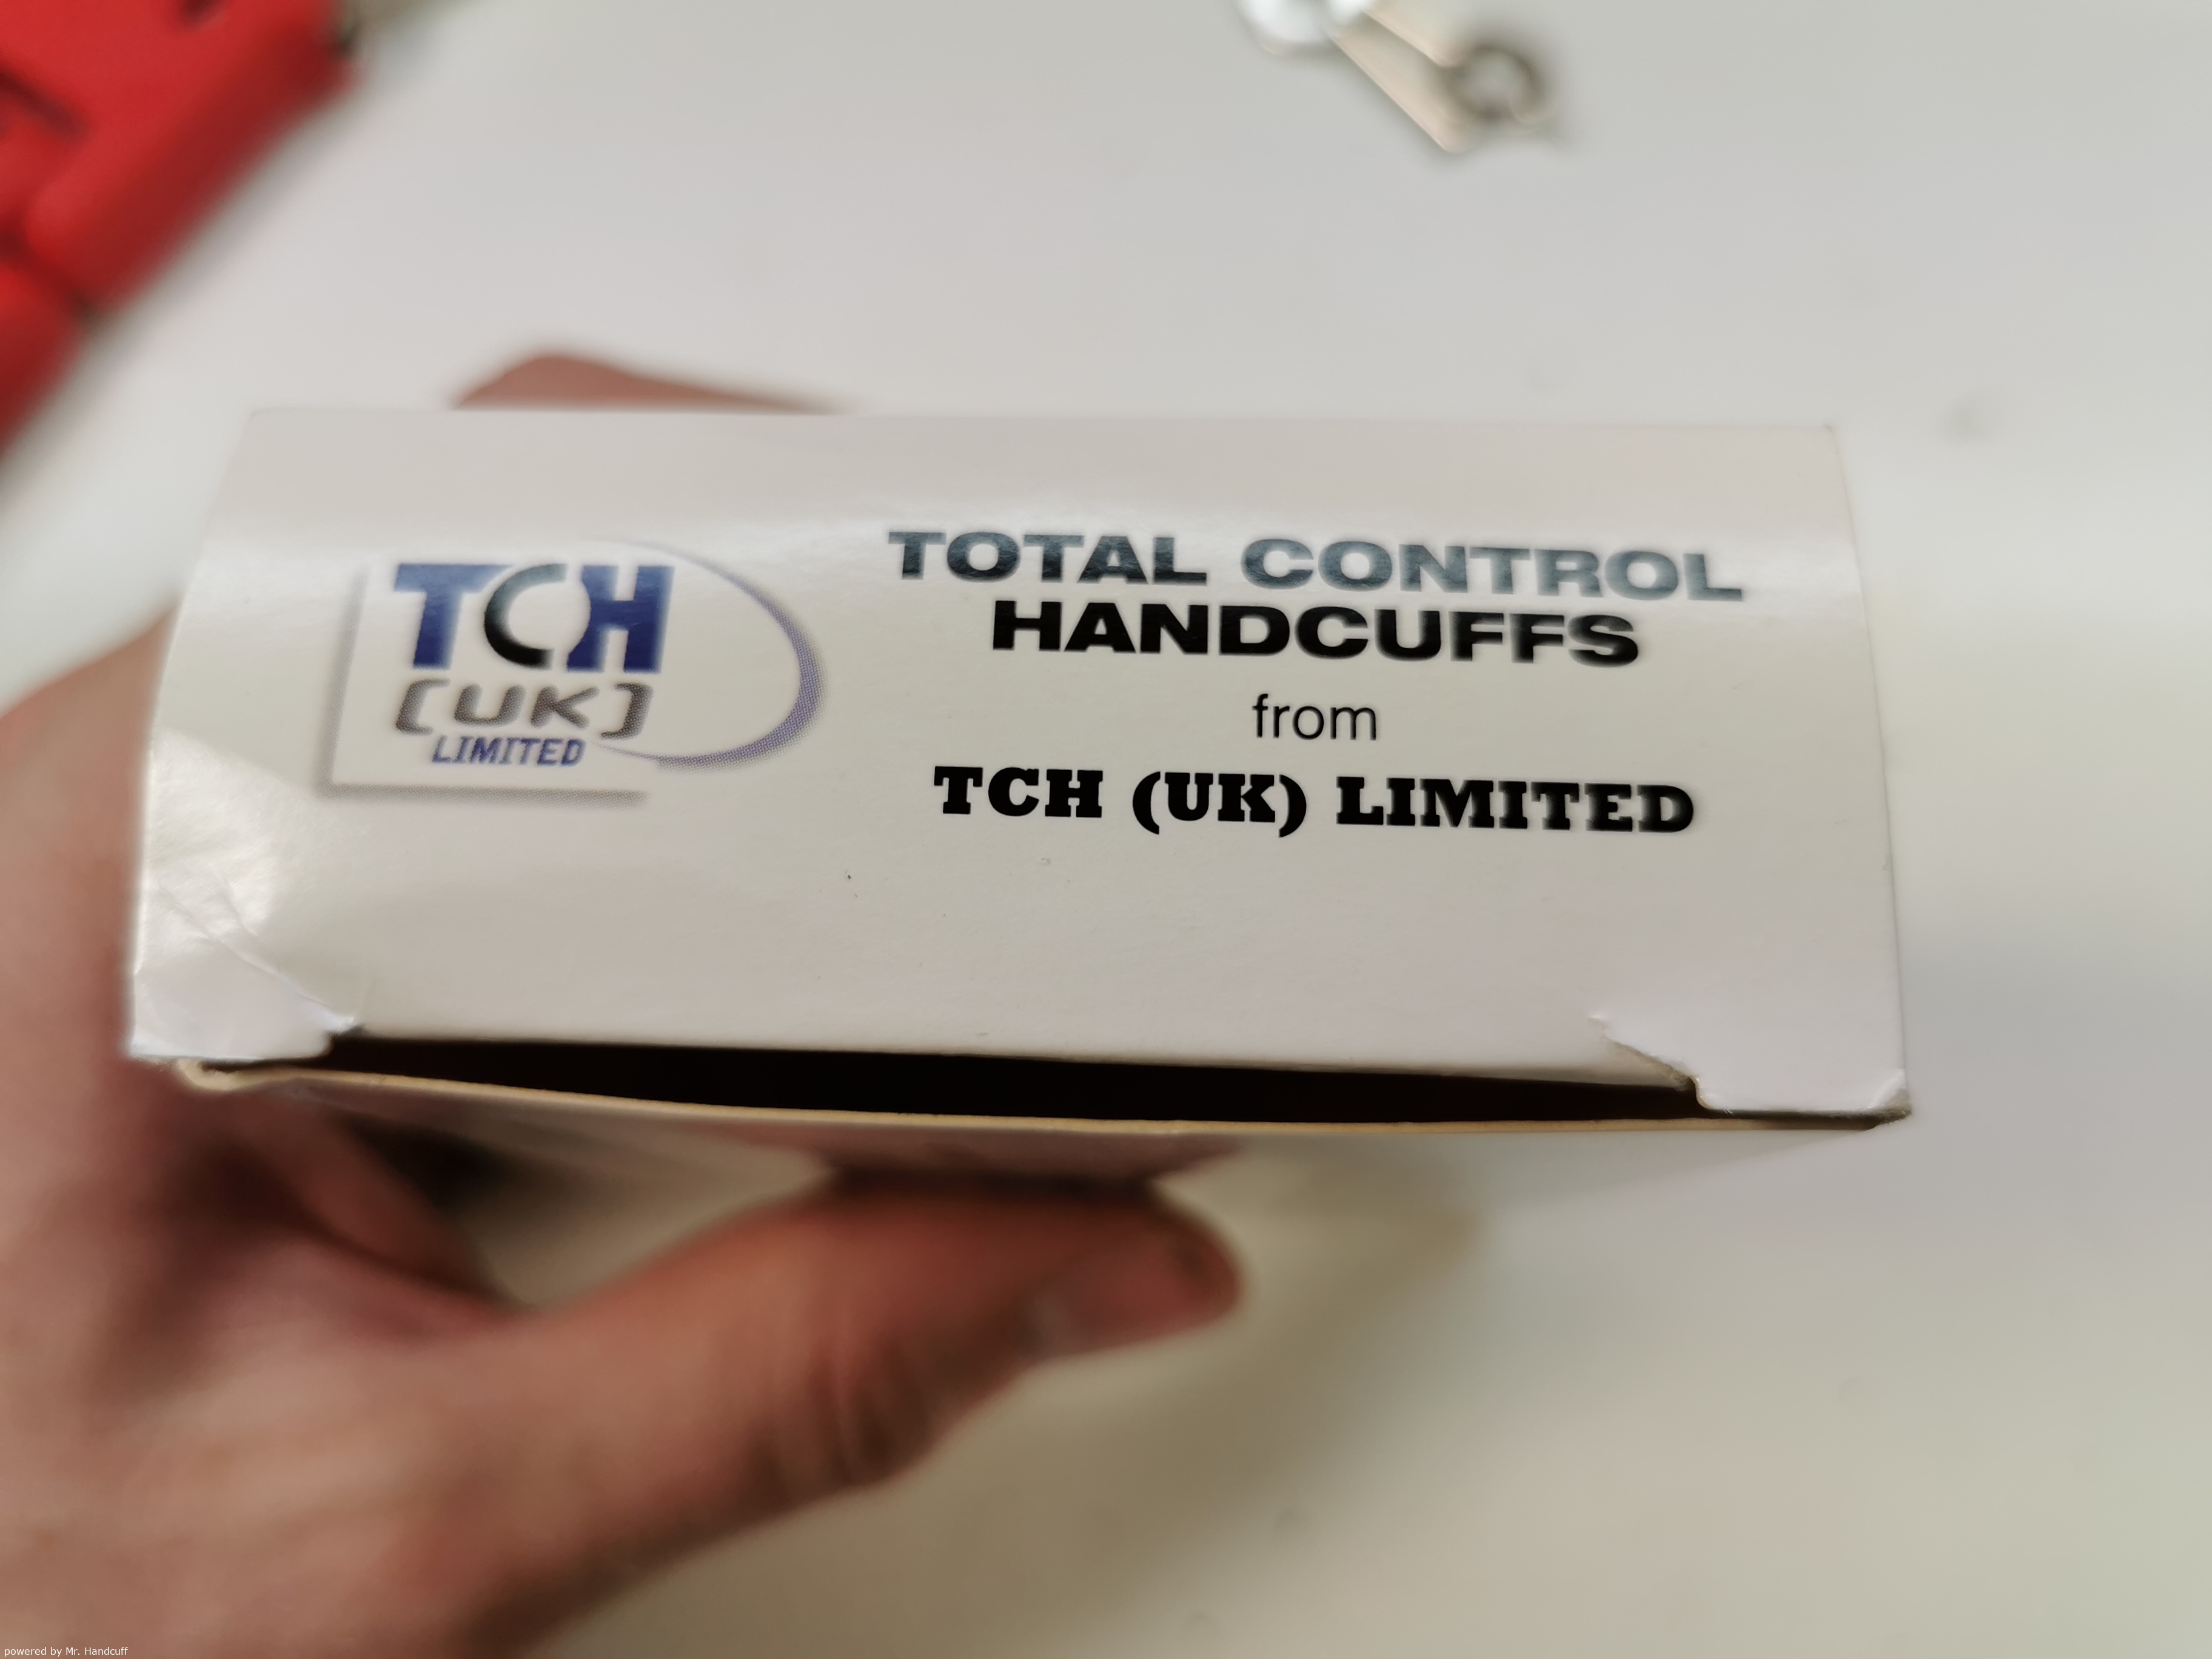 TCH
[UK]
LIMITED
TOTAL CONTROL
HANDCUFFS
from
TCH (UK) LIMITED
powered by Mr. Handcuff